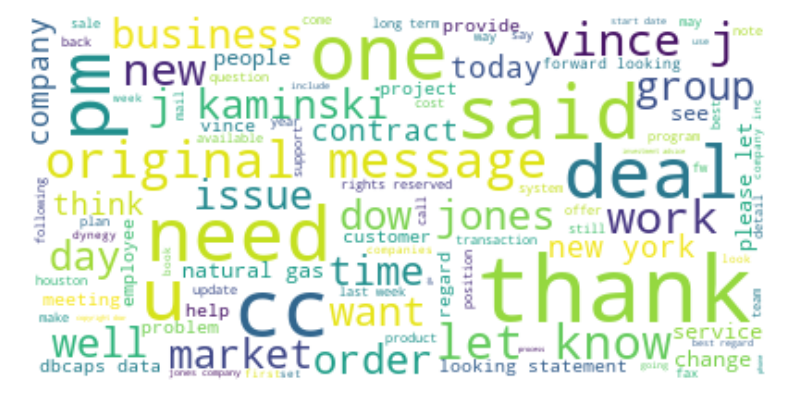 sale
come
long term
provide
start date
may
back
business
one
way
say
vince j
use
note
company
pm
new
people
today
forward looking
question
include
project
group
week
mail
j kaminski
cost
said
see
best
vince
year
contract
program
company inc
available
support
original message
investment advice
fw
deal
please let
detail
issue
rights reserved
system
think
following
plan
need
dow jones
call
offer
work
still
dynegy
employee
customer
transaction
day
book
companies
new york
look
houston
natural gas
time
regard
position
thank
u
cc
update
last week
meeting
help
want
team
make
copyright dow
problem
product
let know
service
well
market
order
process
best regard
change
phone
dbcaps data
looking statement
going
fax
jones company
first
set